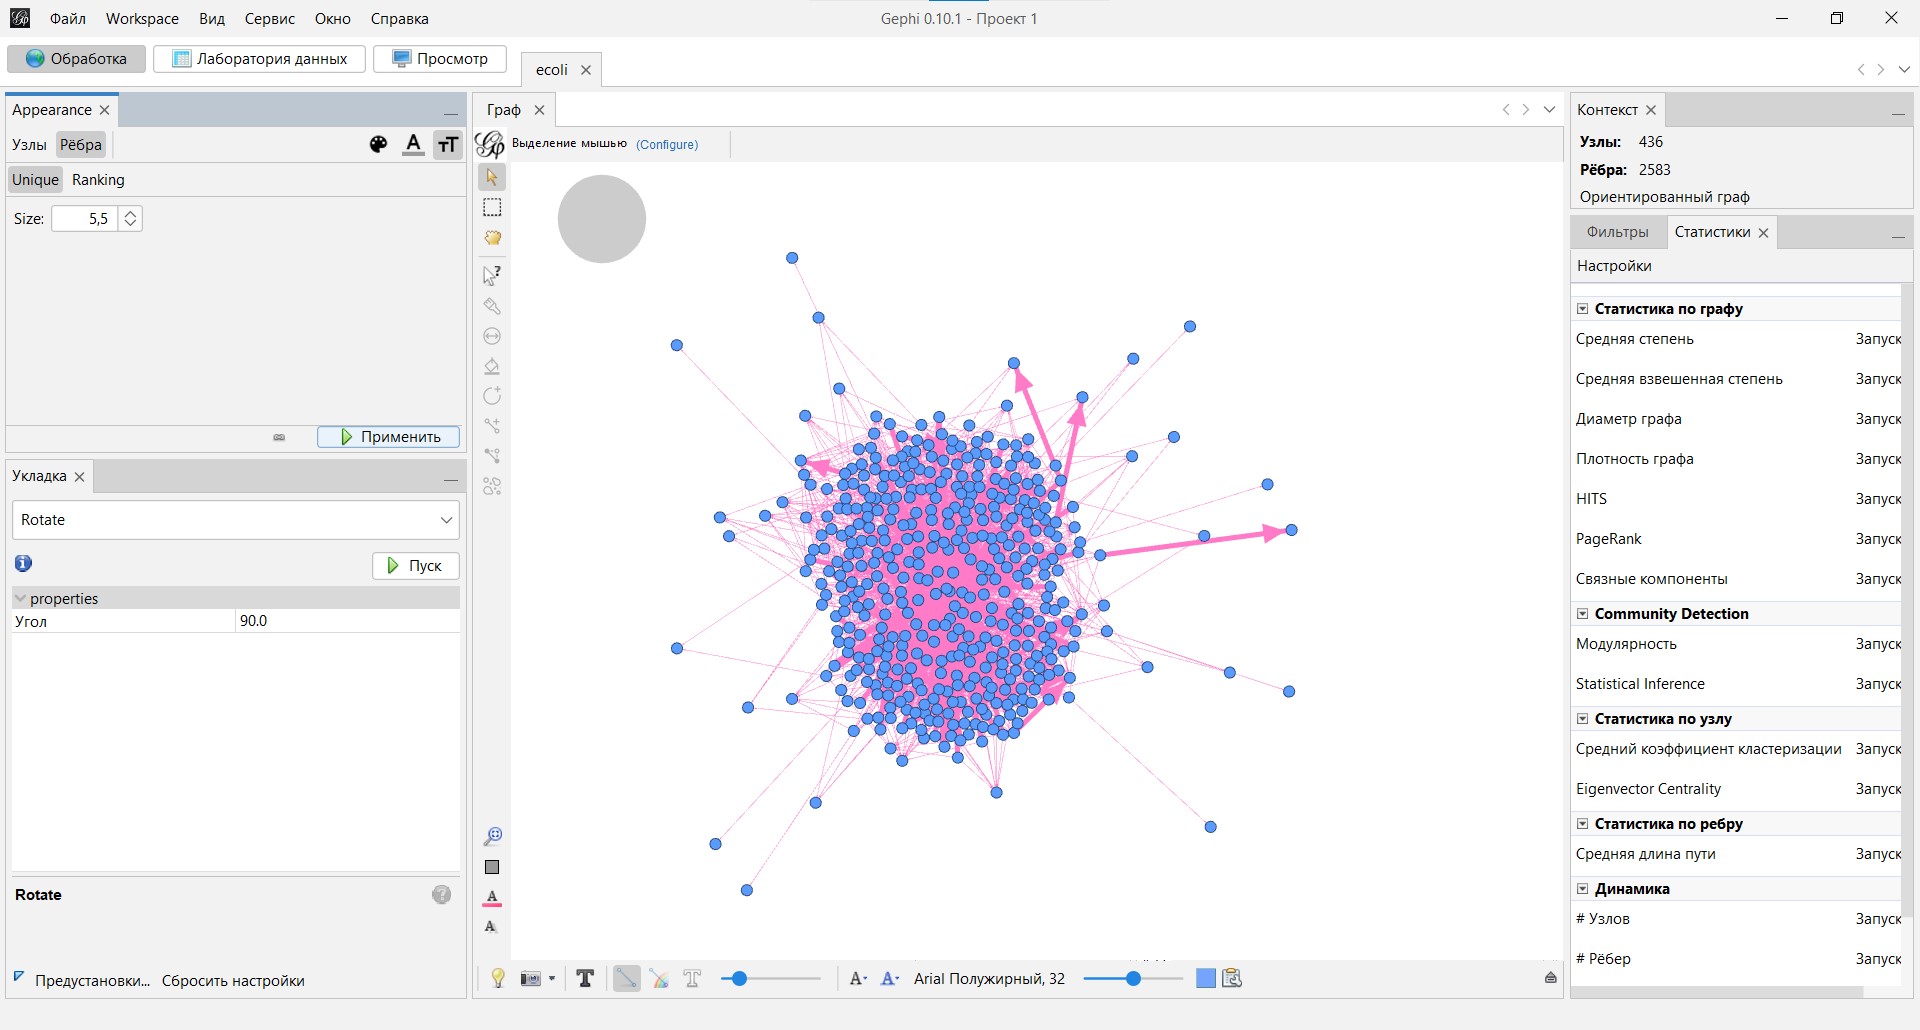 Файл Workspace Вид Сервис Окно Справка
Gephi 0.10.1 - Проект 1
Обработка Лаборатория данных Просмотр
ecoli
Appearance
Узлы Рёбра
Unique Ranking
Size: 5,5
Применить
Укладка
Rotate
Пуск
properties
Угол 90.0
Rotate
Предустановки... Сбросить настройки
Граф
Выделение мышью (Configure)
Arial Полужирный, 32
Контекст
Узлы: 436
Рёбра: 2583
Ориентированный граф
Фильтры Статистики
Настройки
Статистика по графу
Средняя степень Запуск
Средняя взвешенная степень Запуск
Диаметр графа Запуск
Плотность графа Запуск
HITS Запуск
PageRank Запуск
Связные компоненты Запуск
Community Detection
Модулярность Запуск
Statistical Inference Запуск
Статистика по узлу
Средний коэффициент кластеризации Запуск
Eigenvector Centrality Запуск
Статистика по ребру
Средняя длина пути Запуск
Динамика
# Узлов Запуск
# Рёбер Запуск